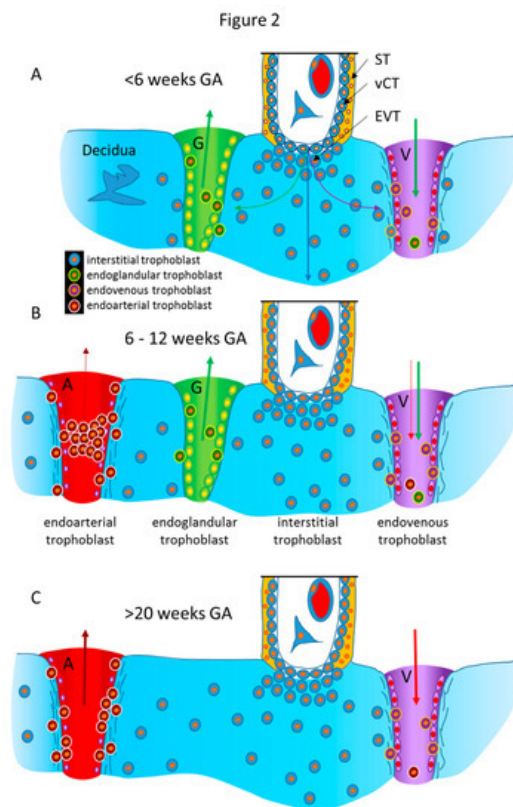 Figure 2
A
<6 weeks GA
ST
vCT
EVT
Decidua
G
V
interstitial trophoblast
endoglandular trophoblast
endovenous trophoblast
endoarterial trophoblast
B
6 - 12 weeks GA
A
G
V
endoarterial
trophoblast
endoglandular
trophoblast
interstitial
trophoblast
endovenous
trophoblast
C
>20 weeks GA
A
V